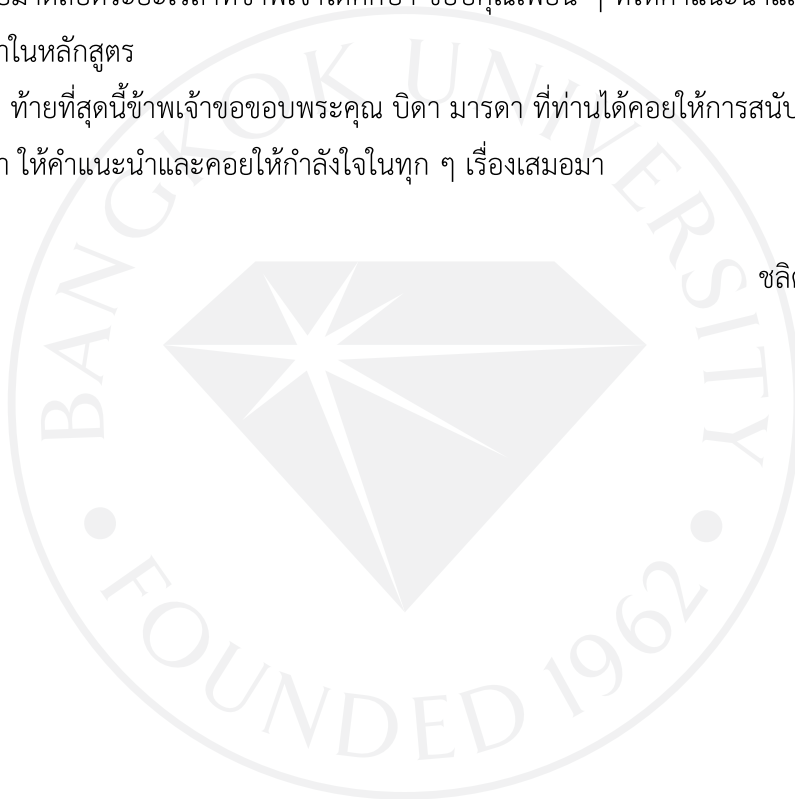 าในหลักสูตร
ท้ายที่สุดนี้ข้าพเจ้าขอขอบพระคุณ บิดา มารดา ที่ท่านได้คอยให้การสนับ
า ให้คำแนะนำและคอยให้กำลังใจในทุก ๆ เรื่องเสมอมา
BANGKOK UNIVERSITY
FOUNDED 1962